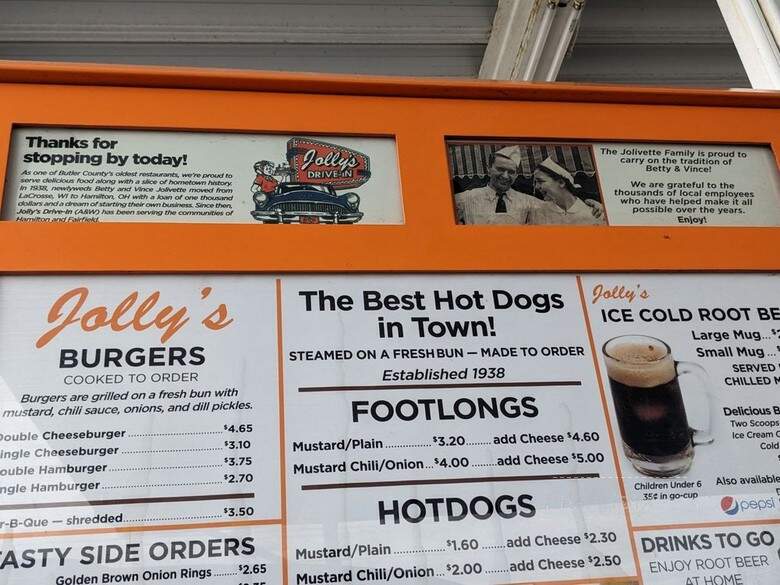 Thanks for
stopping by today!
As one of Butler County's oldest restaurants, we're proud to
serve delicious food along with a slice of hometown history.
In 1938, newlyweds Betty and Vince Jolivette moved from
LaCrosse, WI to Hamilton, OH with a loan of one thousand
dollars and a dream of starting their own business. Since then,
Jolly's Drive-In (A&W) has been serving the communities of
Hamilton and Fairfield.
Jolly's
DRIVE-IN
The Jolivette Family is proud to
carry on the tradition of
Betty & Vince!
We are grateful to the
thousands of local employees
who have helped make it all
possible over the years.
Enjoy!
Jolly's
BURGERS
COOKED TO ORDER
Burgers are grilled on a fresh bun with
mustard, chili sauce, onions, and dill pickles.
Double Cheeseburger $4.65
ingle Cheeseburger $3.10
ouble Hamburger $3.75
ngle Hamburger $2.70
r-B-Que — shredded $3.50
ASTY SIDE ORDERS
Golden Brown Onion Rings $2.65
The Best Hot Dogs
in Town!
STEAMED ON A FRESH BUN — MADE TO ORDER
Established 1938
FOOTLONGS
Mustard/Plain $3.20 add Cheese $4.60
Mustard Chili/Onion $4.00 add Cheese $5.00
HOTDOGS
Mustard/Plain $1.60 add Cheese $2.30
Mustard Chili/Onion $2.00 add Cheese $2.50
Jolly's
ICE COLD ROOT BE
Large Mug
Small Mug
SERVED
CHILLED M
Delicious B
Two Scoops
Ice Cream
Cold
Children Under 6
35¢ in go-cup
Also available
pepsi
DRINKS TO GO
ENJOY ROOT BEER
AT HOME